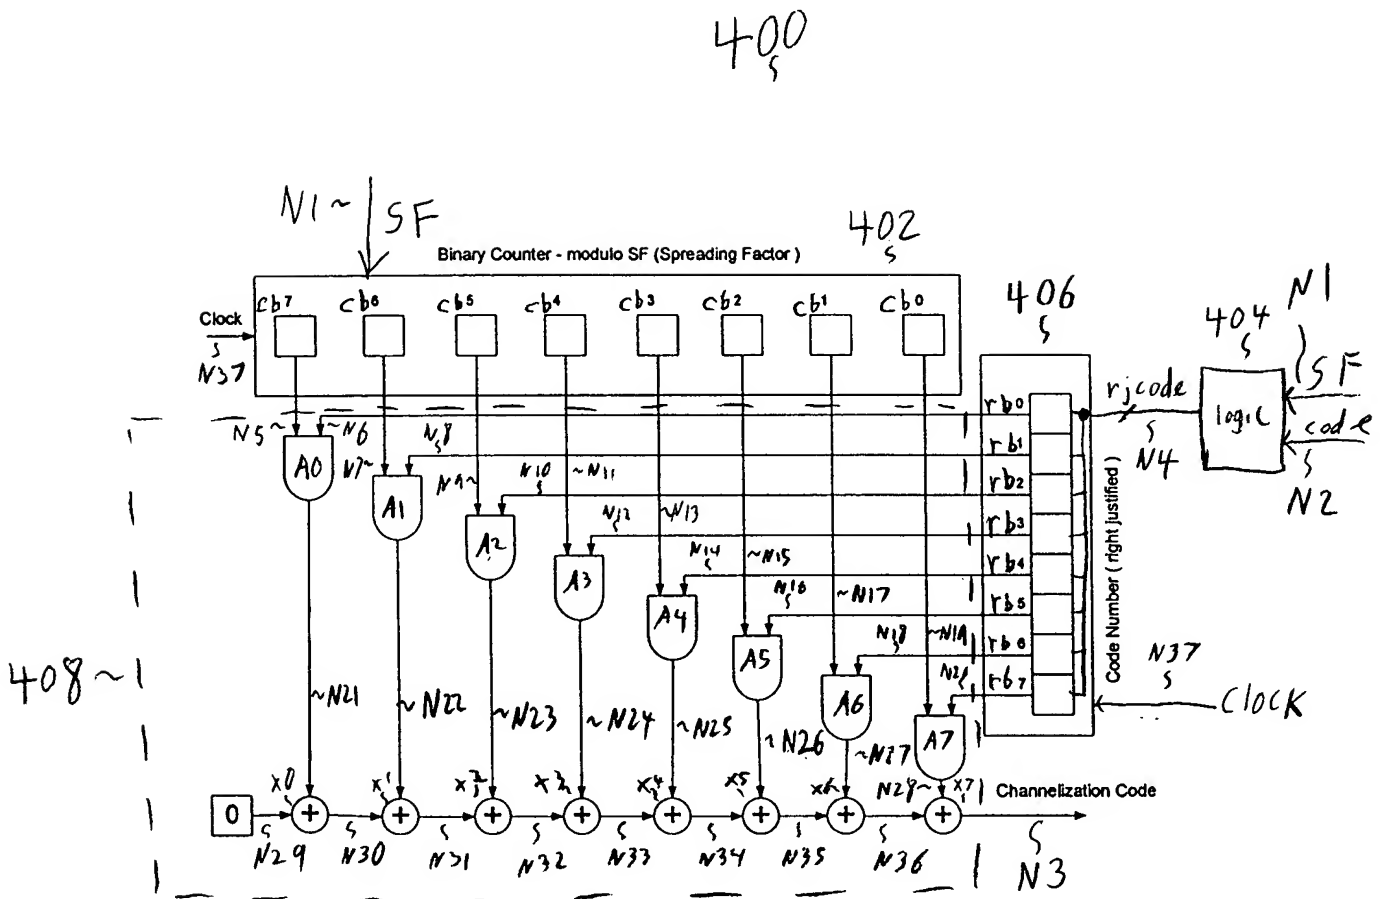 400
N1~ SF
402
Binary Counter - modulo SF (Spreading Factor )
cb7 cb6 cb5 cb4 cb3 cb2 cb1 cb0
Clock
N37
406
404
N1
SF
rjcode
logic
code
N4
N2
rb0
rb1
rb2
rb3
rb4
rb5
rb6
rb7
Code Number ( right justified )
N37
CLOCK
N5~ ~N6 N8
A0 N7~ A1 N9~ N10 ~N11
A2 N12 ~N13
A3 N14 ~N15
A4 N16 ~N17
A5 N18 ~N19
A6 N20
A7
408~
~N21 ~N22 ~N23 ~N24 ~N25 ~N26 ~N27 N28~
x0 x1 x2 x3 x4 x5 x6 x7
Channelization Code
0 + + + + + + + +
N29 N30 N31 N32 N33 N34 N35 N36 N3